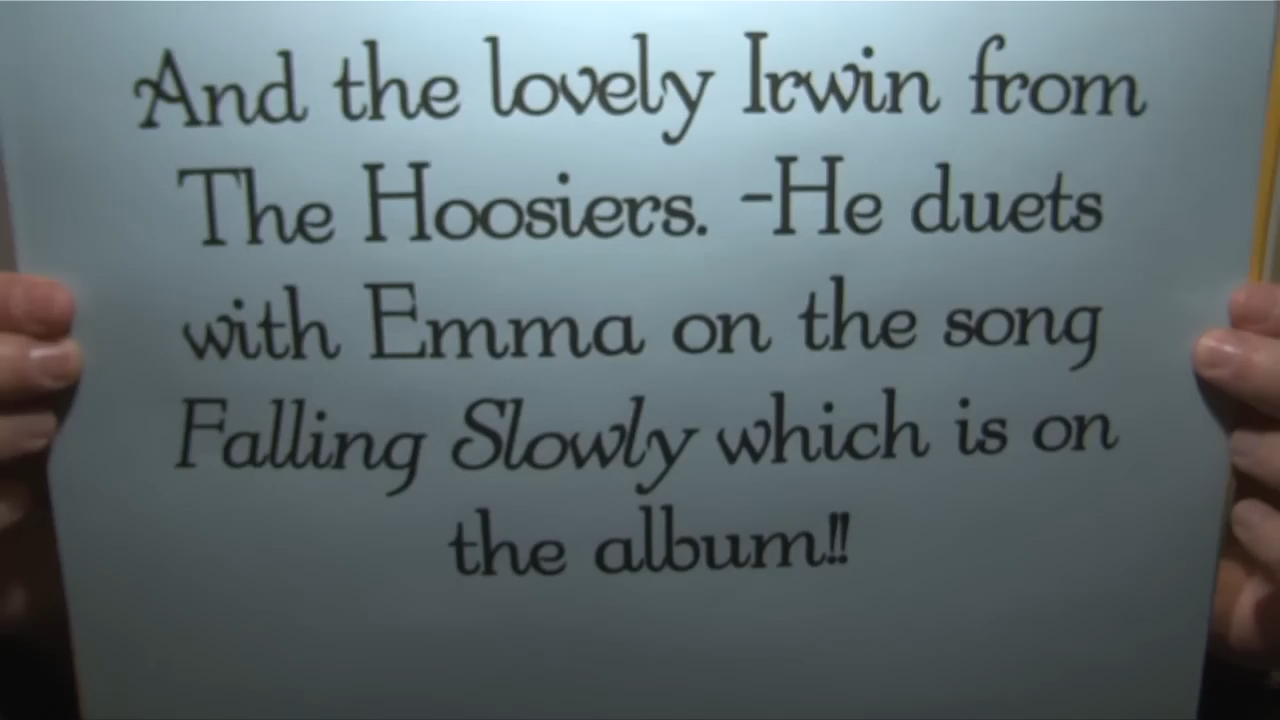 And the lovely Irwin from
The Hoosiers. -He duets
with Emma on the song
Falling Slowly which is on
the album!!